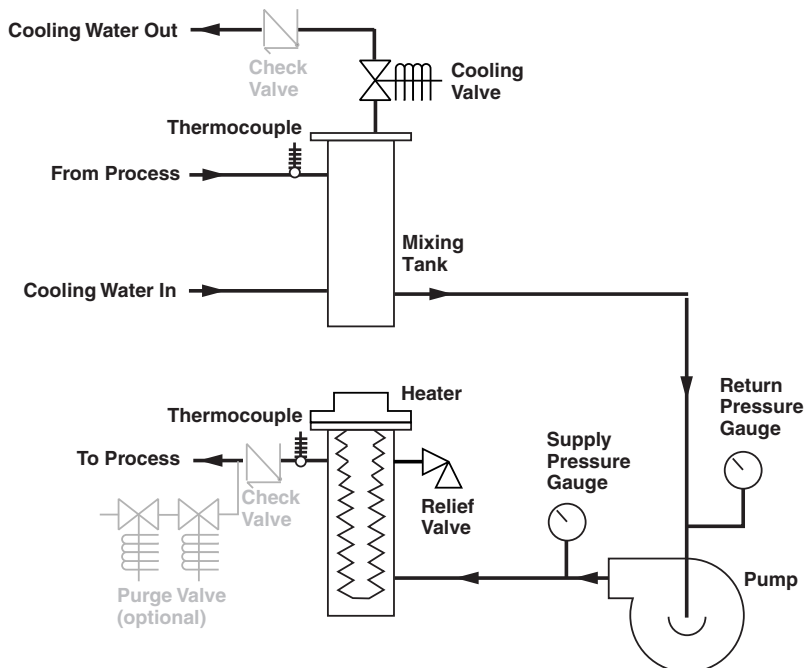 Cooling Water Out
Check
Valve
Cooling
Valve
Thermocouple
From Process
Mixing
Tank
Cooling Water In
Heater
Return
Pressure
Gauge
Thermocouple
Supply
Pressure
Gauge
To Process
Check
Valve
Relief
Valve
Pump
Purge Valve
(optional)